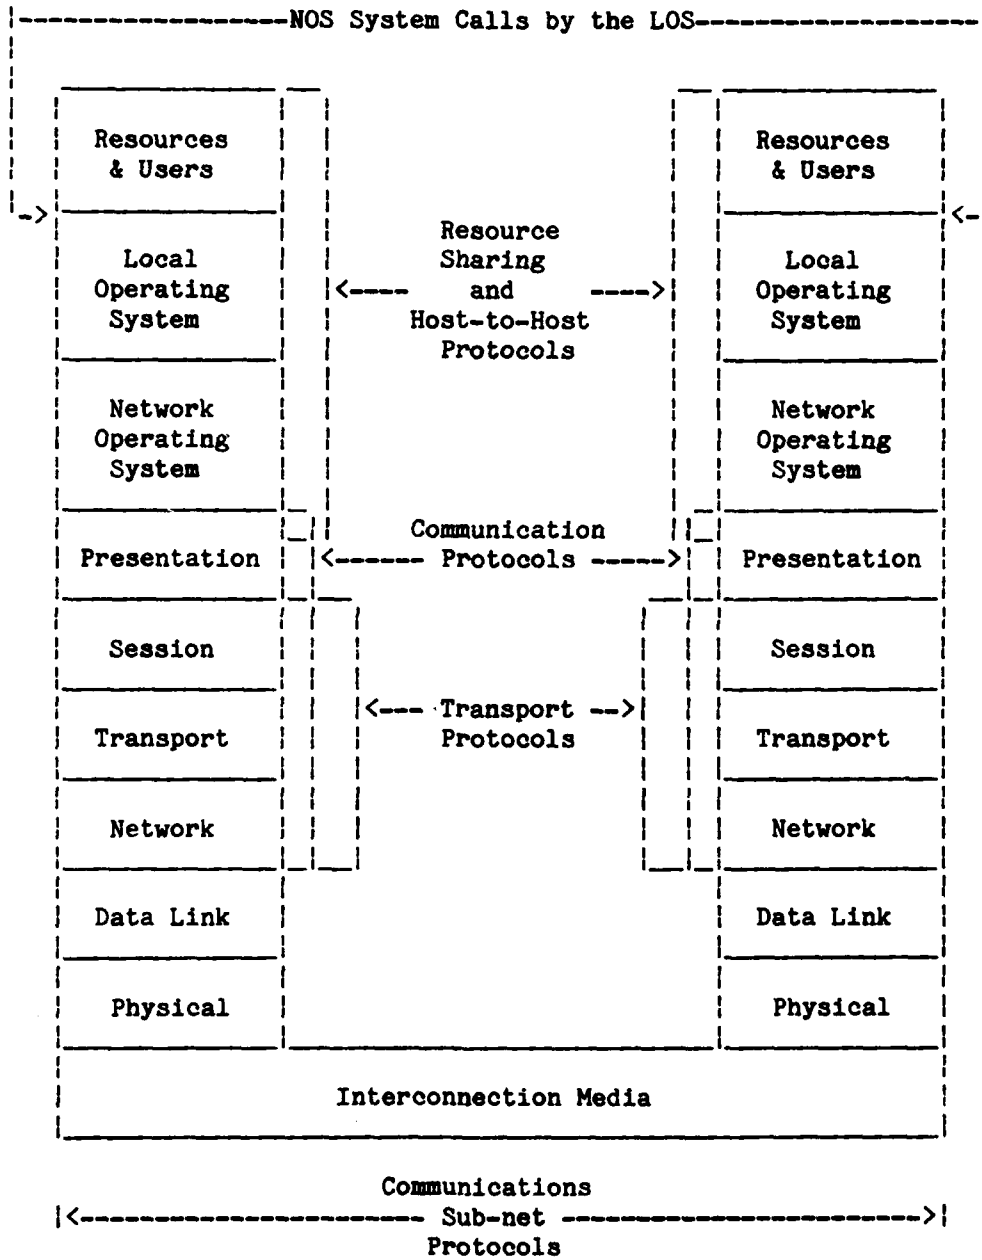 NOS System Calls by the LOS
Resources
& Users
Resources
& Users
Local
Operating
System
Resource
Sharing
and
Host-to-Host
Protocols
Local
Operating
System
Network
Operating
System
Network
Operating
System
Presentation
Communication
Protocols
Presentation
Session
Session
Transport
Transport
Protocols
Transport
Network
Network
Data Link
Data Link
Physical
Physical
Interconnection Media
Communications
Sub-net
Protocols